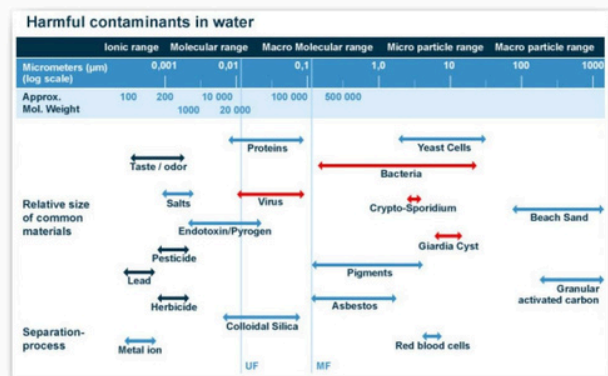 Harmful contaminants in water
Ionic range Molecular range Macro Molecular range Micro particle range Macro particle range
Micrometers (µm) 0,001 0,01 0,1 1,0 10 100 1000
(log scale)
Approx. 100 200 10 000 100 000 500 000
Mol. Weight 1000 20 000
Proteins Yeast Cells
Taste / odor Bacteria
Relative size
of common
materials
Salts Virus Crypto-Sporidium Beach Sand
Endotoxin/Pyrogen Giardia Cyst
Pesticide
Lead Pigments Granular
activated carbon
Herbicide Asbestos
Colloidal Silica
Separation-
process
Metal ion Red blood cells
UF MF